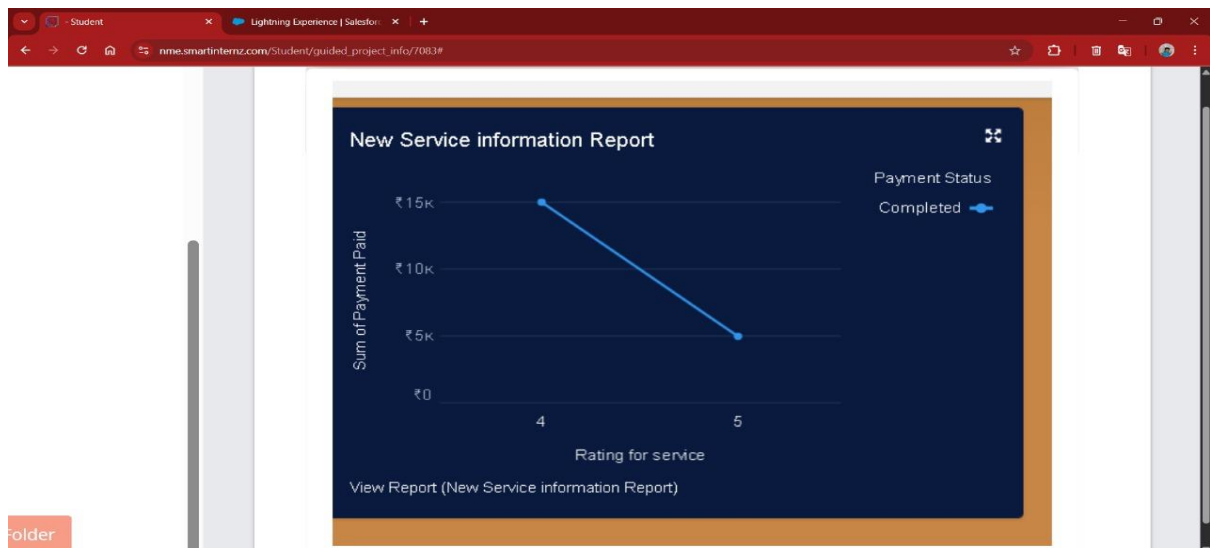 - Student
Lightning Experience | Salesforc
nme.smartinternz.com/Student/guided_project_info/7083#
New Service information Report
Payment Status
Completed
Sum of Payment Paid
₹15K
₹10K
₹5K
₹0
4 5
Rating for service
View Report (New Service information Report)
Folder